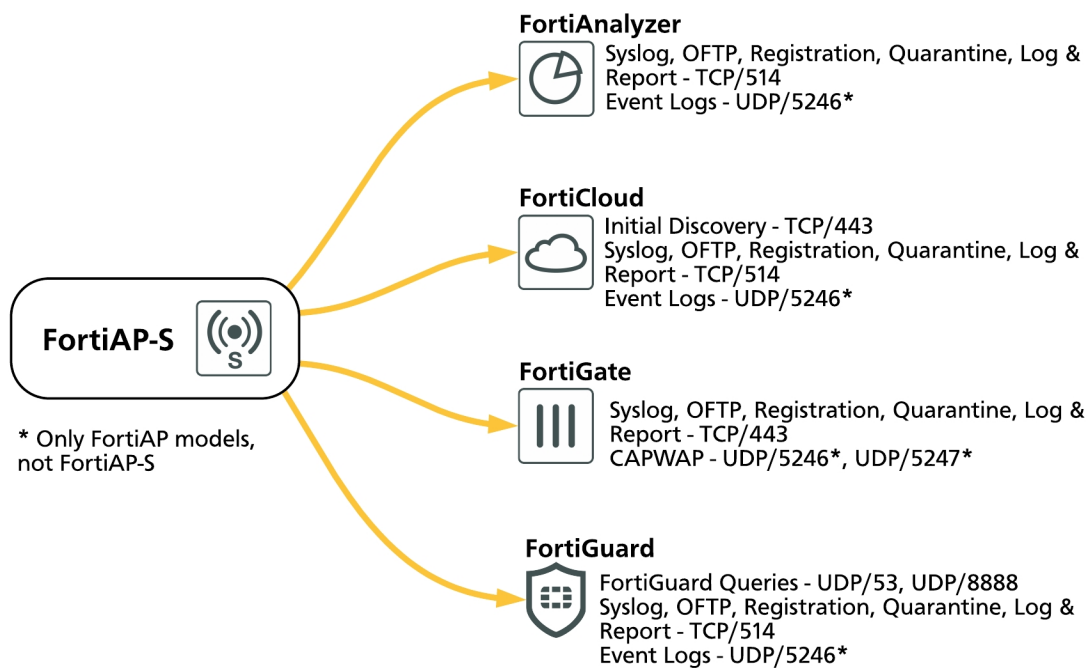 FortiAnalyzer
Syslog, OFTP, Registration, Quarantine, Log &
Report - TCP/514
Event Logs - UDP/5246*
FortiCloud
Initial Discovery - TCP/443
Syslog, OFTP, Registration, Quarantine, Log &
Report - TCP/514
Event Logs - UDP/5246*
FortiAP-S
S
* Only FortiAP models,
not FortiAP-S
FortiGate
Syslog, OFTP, Registration, Quarantine, Log &
Report - TCP/443
CAPWAP - UDP/5246*, UDP/5247*
FortiGuard
FortiGuard Queries - UDP/53, UDP/8888
Syslog, OFTP, Registration, Quarantine, Log &
Report - TCP/514
Event Logs - UDP/5246*